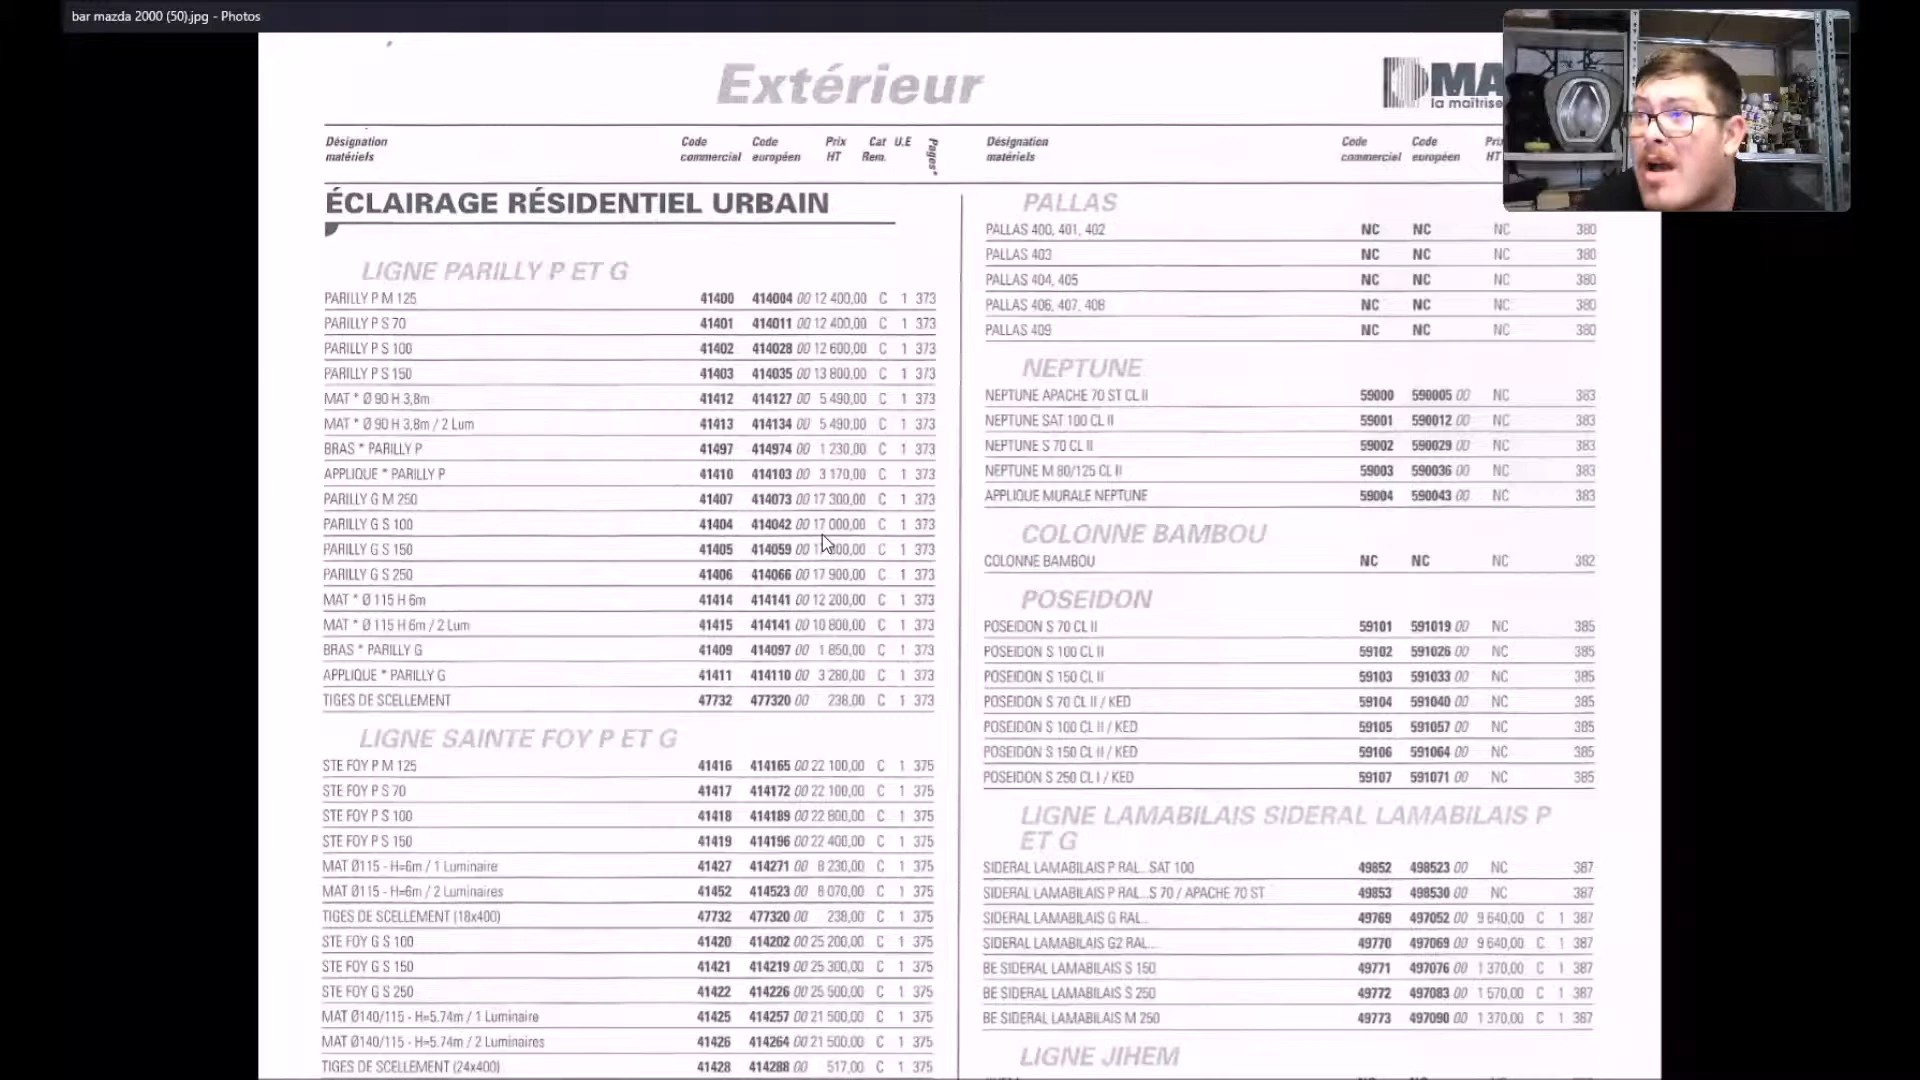 bar mazda 2000 (50).jpg - Photos
Extérieur
MA
la maîtrise
Désignation matériels Code commercial Code européen Prix HT Cat Rem. U.E Pages*
Désignation matériels Code commercial Code européen Prix HT
ÉCLAIRAGE RÉSIDENTIEL URBAIN
LIGNE PARILLY P ET G
PARILLY P M 125 41400 414004 00 12 400,00 C 1 373
PARILLY P S 70 41401 414011 00 12 400,00 C 1 373
PARILLY P S 100 41402 414028 00 12 600,00 C 1 373
PARILLY P S 150 41403 414035 00 13 800,00 C 1 373
MAT * Ø 90 H 3,8m 41412 414127 00 5 490,00 C 1 373
MAT * Ø 90 H 3,8m / 2 Lum 41413 414134 00 5 490,00 C 1 373
BRAS * PARILLY P 41497 414974 00 1 230,00 C 1 373
APPLIQUE * PARILLY P 41410 414103 00 3 170,00 C 1 373
PARILLY G M 250 41407 414073 00 17 300,00 C 1 373
PARILLY G S 100 41404 414042 00 17 000,00 C 1 373
PARILLY G S 150 41405 414059 00 C 1 373
PARILLY G S 250 41406 414066 00 17 900,00 C 1 373
MAT * Ø 115 H 6m 41414 414141 00 12 200,00 C 1 373
MAT * Ø 115 H 6m / 2 Lum 41415 414141 00 10 800,00 C 1 373
BRAS * PARILLY G 41409 414097 00 1 850,00 C 1 373
APPLIQUE * PARILLY G 41411 414110 00 3 280,00 C 1 373
TIGES DE SCELLEMENT 47732 477320 00 238,00 C 1 373
LIGNE SAINTE FOY P ET G
STE FOY P M 125 41416 414165 00 22 100,00 C 1 375
STE FOY P S 70 41417 414172 00 22 100,00 C 1 375
STE FOY P S 100 41418 414189 00 22 800,00 C 1 375
STE FOY P S 150 41419 414196 00 22 400,00 C 1 375
MAT Ø115 - H=6m / 1 Luminaire 41427 414271 00 8 230,00 C 1 375
MAT Ø115 - H=6m / 2 Luminaires 41452 414523 00 8 070,00 C 1 375
TIGES DE SCELLEMENT (18x400) 47732 477320 00 238,00 C 1 375
STE FOY G S 100 41420 414202 00 25 200,00 C 1 375
STE FOY G S 150 41421 414219 00 25 300,00 C 1 375
STE FOY G S 250 41422 414226 00 25 500,00 C 1 375
MAT Ø140/115 - H=5.74m / 1 Luminaire 41425 414257 00 21 500,00 C 1 375
MAT Ø140/115 - H=5.74m / 2 Luminaires 41426 414264 00 21 500,00 C 1 375
TIGES DE SCELLEMENT (24x400) 41428 414288 00 517,00 C 1 375
PALLAS
PALLAS 400, 401, 402 NC NC NC 380
PALLAS 403 NC NC NC 380
PALLAS 404, 405 NC NC NC 380
PALLAS 406, 407, 408 NC NC NC 380
PALLAS 409 NC NC NC 380
NEPTUNE
NEPTUNE APACHE 70 ST CL II 59000 590005 00 NC 383
NEPTUNE SAT 100 CL II 59001 590012 00 NC 383
NEPTUNE S 70 CL II 59002 590029 00 NC 383
NEPTUNE M 80/125 CL II 59003 590036 00 NC 383
APPLIQUE MURALE NEPTUNE 59004 590043 00 NC 383
COLONNE BAMBOU
COLONNE BAMBOU NC NC NC 382
POSEIDON
POSEIDON S 70 CL II 59101 591019 00 NC 385
POSEIDON S 100 CL II 59102 591026 00 NC 385
POSEIDON S 150 CL II 59103 591033 00 NC 385
POSEIDON S 70 CL II / KED 59104 591040 00 NC 385
POSEIDON S 100 CL II / KED 59105 591057 00 NC 385
POSEIDON S 150 CL II / KED 59106 591064 00 NC 385
POSEIDON S 250 CL I / KED 59107 591071 00 NC 385
LIGNE LAMABILAIS SIDERAL LAMABILAIS P
ET G
SIDERAL LAMABILAIS P RAL...SAT 100 49852 498523 00 NC 387
SIDERAL LAMABILAIS P RAL...S 70 / APACHE 70 ST 49853 498530 00 NC 387
SIDERAL LAMABILAIS G RAL... 49769 497052 00 9 640,00 C 1 387
SIDERAL LAMABILAIS G2 RAL... 49770 497069 00 9 640,00 C 1 387
BE SIDERAL LAMABILAIS S 150 49771 497076 00 1 370,00 C 1 387
BE SIDERAL LAMABILAIS S 250 49772 497083 00 1 570,00 C 1 387
BE SIDERAL LAMABILAIS M 250 49773 497090 00 1 370,00 C 1 387
LIGNE JIHEM